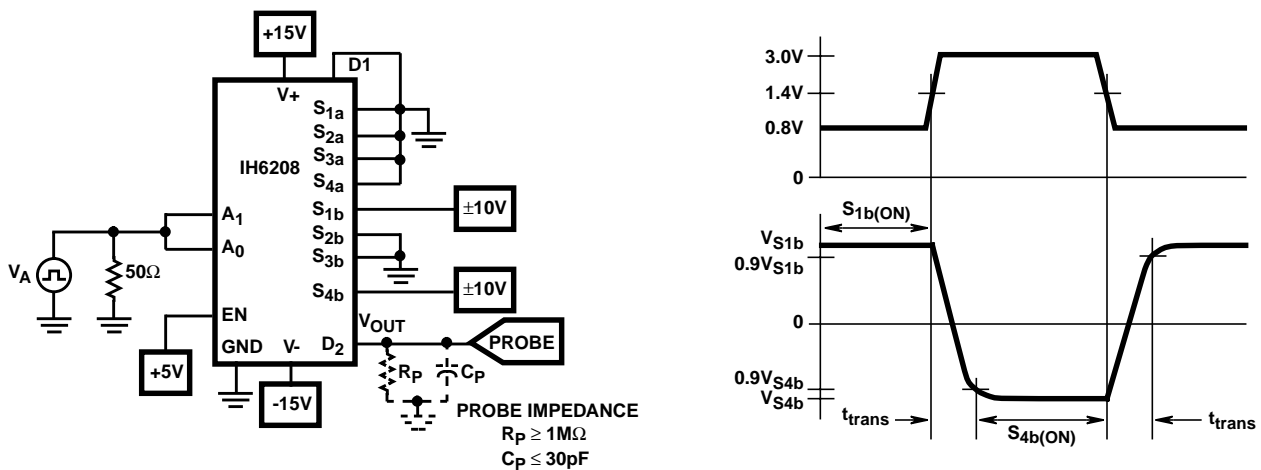 +15V
D1
V+
S1a
S2a
S3a
S4a
IH6208
S1b
±10V
S2b
S3b
S4b
±10V
A1
A0
VA
50Ω
EN
GND
V-
D2
VOUT
PROBE
+5V
-15V
RP
CP
PROBE IMPEDANCE
RP ≥ 1MΩ
CP ≤ 30pF
3.0V
1.4V
0.8V
0
S1b(ON)
VS1b
0.9VS1b
0.9VS1b
0
0.9VS4b
VS4b
ttrans
S4b(ON)
ttrans